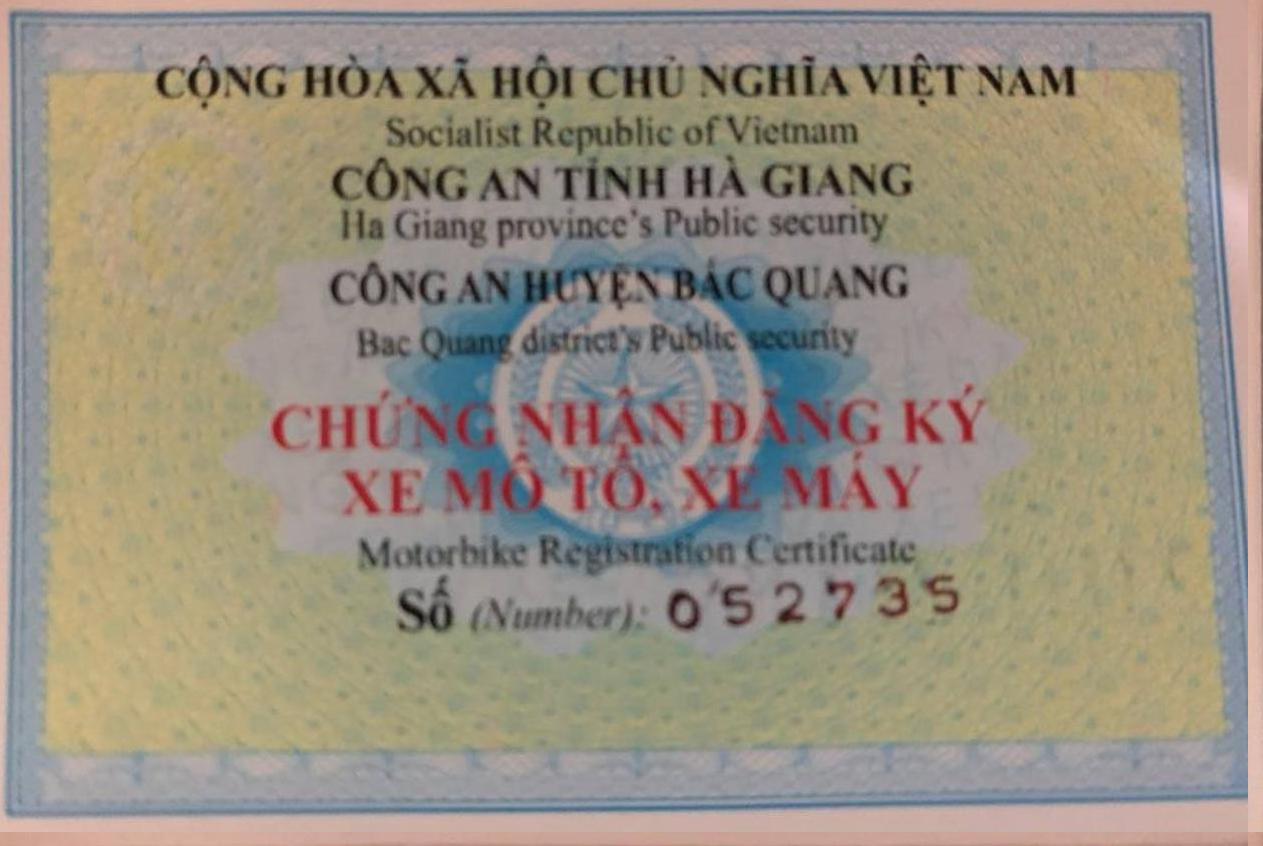 CỘNG HÒA XÃ HỘI CHỦ NGHĨA VIỆT NAM
Socialist Republic of Vietnam
CÔNG AN TỈNH HÀ GIANG
Ha Giang province's Public security
CÔNG AN HUYỆN BẮC QUANG
Bac Quang district's Public security
CHỨNG NHẬN ĐĂNG KÝ
XE MÔ TÔ, XE MÁY
Motorbike Registration Certificate
Số (Number): 052735